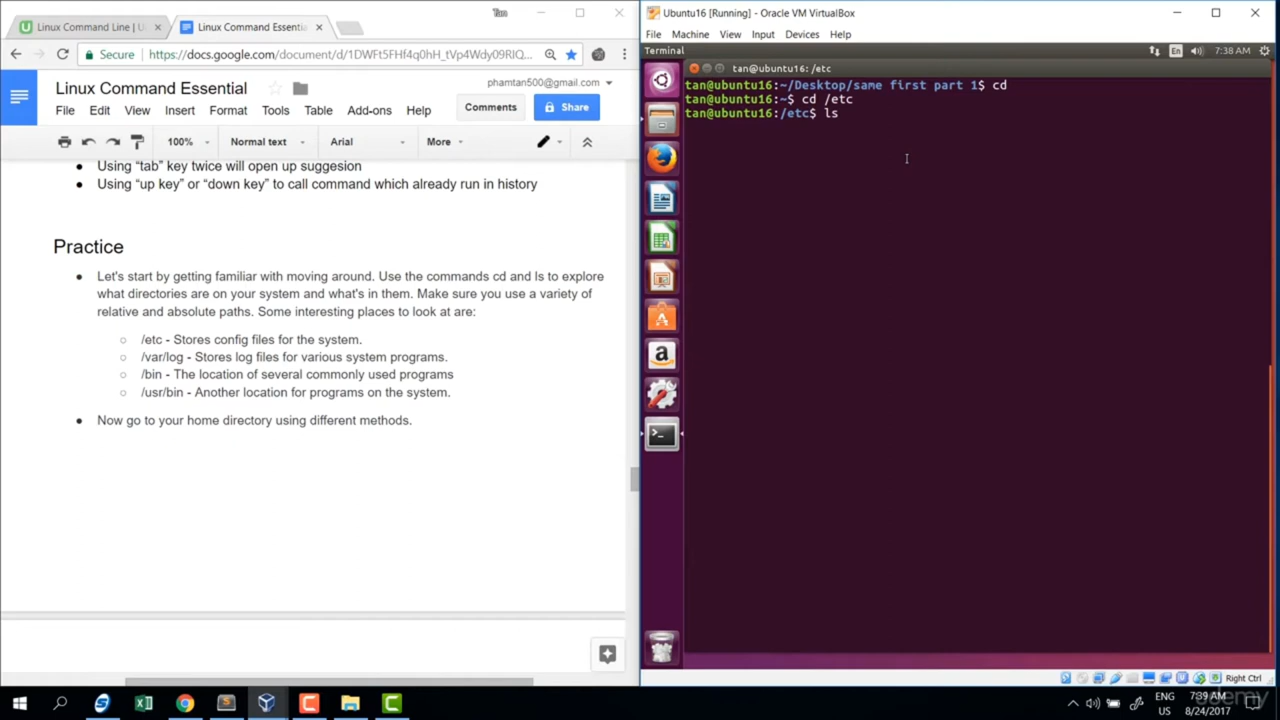 Linux Command Line | U
Linux Command Essentia
Tan
Secure
https://docs.google.com/document/d/1DWFt5FHf4q0hH_tVp4Wdy09RIQ...
Linux Command Essential
phamtan500@gmail.com
File Edit View Insert Format Tools Table Add-ons Help
Comments
Share
100% Normal text Arial More
Using “tab” key twice will open up suggesion
Using “up key” or “down key” to call command which already run in history
Practice
Let's start by getting familiar with moving around. Use the commands cd and ls to explore
what directories are on your system and what's in them. Make sure you use a variety of
relative and absolute paths. Some interesting places to look at are:
/etc - Stores config files for the system.
/var/log - Stores log files for various system programs.
/bin - The location of several commonly used programs
/usr/bin - Another location for programs on the system.
Now go to your home directory using different methods.
Ubuntu16 [Running] - Oracle VM VirtualBox
File Machine View Input Devices Help
Terminal
En
7:38 AM
tan@ubuntu16: /etc
tan@ubuntu16:~/Desktop/same first part 1$ cd
tan@ubuntu16:~$ cd /etc
tan@ubuntu16:/etc$ ls
Right Ctrl
ENG
US
7:39 AM
8/24/2017
udemy